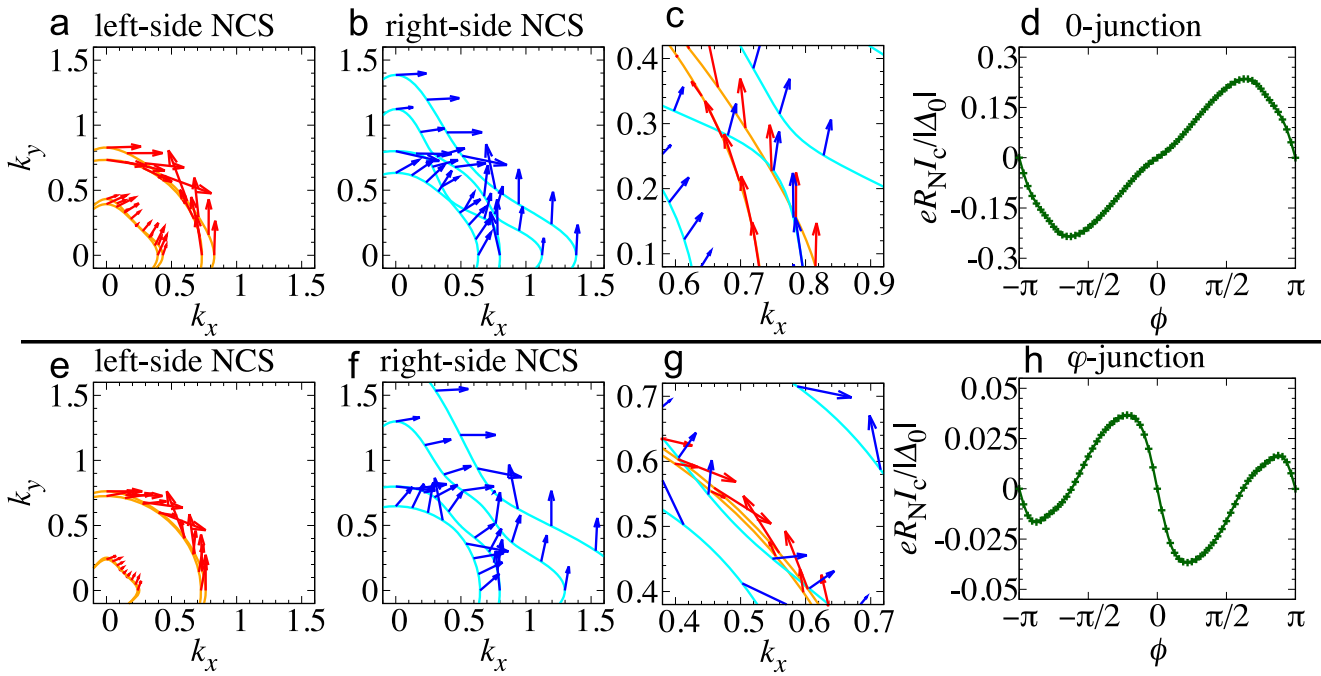 a left-side NCS
1.5
1
0.5
0
k_y
0 0.5 1 1.5
k_x
b right-side NCS
1.5
1
0.5
0
0 0.5 1 1.5
k_x
c
0.4
0.3
0.2
0.1
0.6 0.7 0.8 0.9
k_x
d 0-junction
0.3
0.15
0
-0.15
-0.3
eR_N I_c/|Δ_0|
−π −π/2 0 π/2 π
ϕ
e left-side NCS
1.5
1
0.5
0
k_y
0 0.5 1 1.5
k_x
f right-side NCS
1.5
1
0.5
0
0 0.5 1 1.5
k_x
g
0.7
0.6
0.5
0.4
0.4 0.5 0.6 0.7
k_x
h φ-junction
0.05
0.025
0
-0.025
-0.05
eR_N I_c/|Δ_0|
−π −π/2 0 π/2 π
ϕ